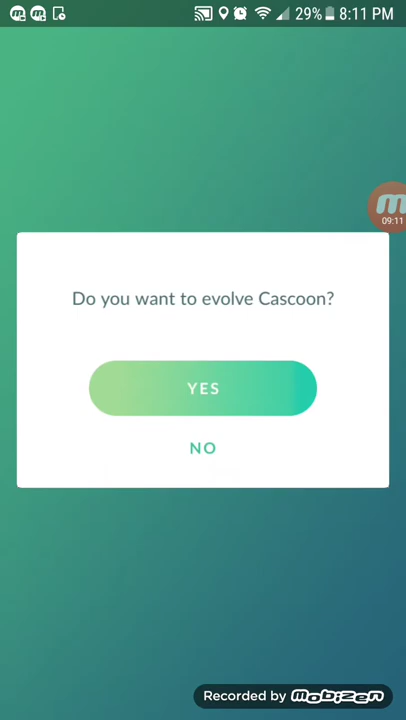 29% 8:11 PM
09:11
Do you want to evolve Cascoon?
YES
NO
Recorded by mobizen